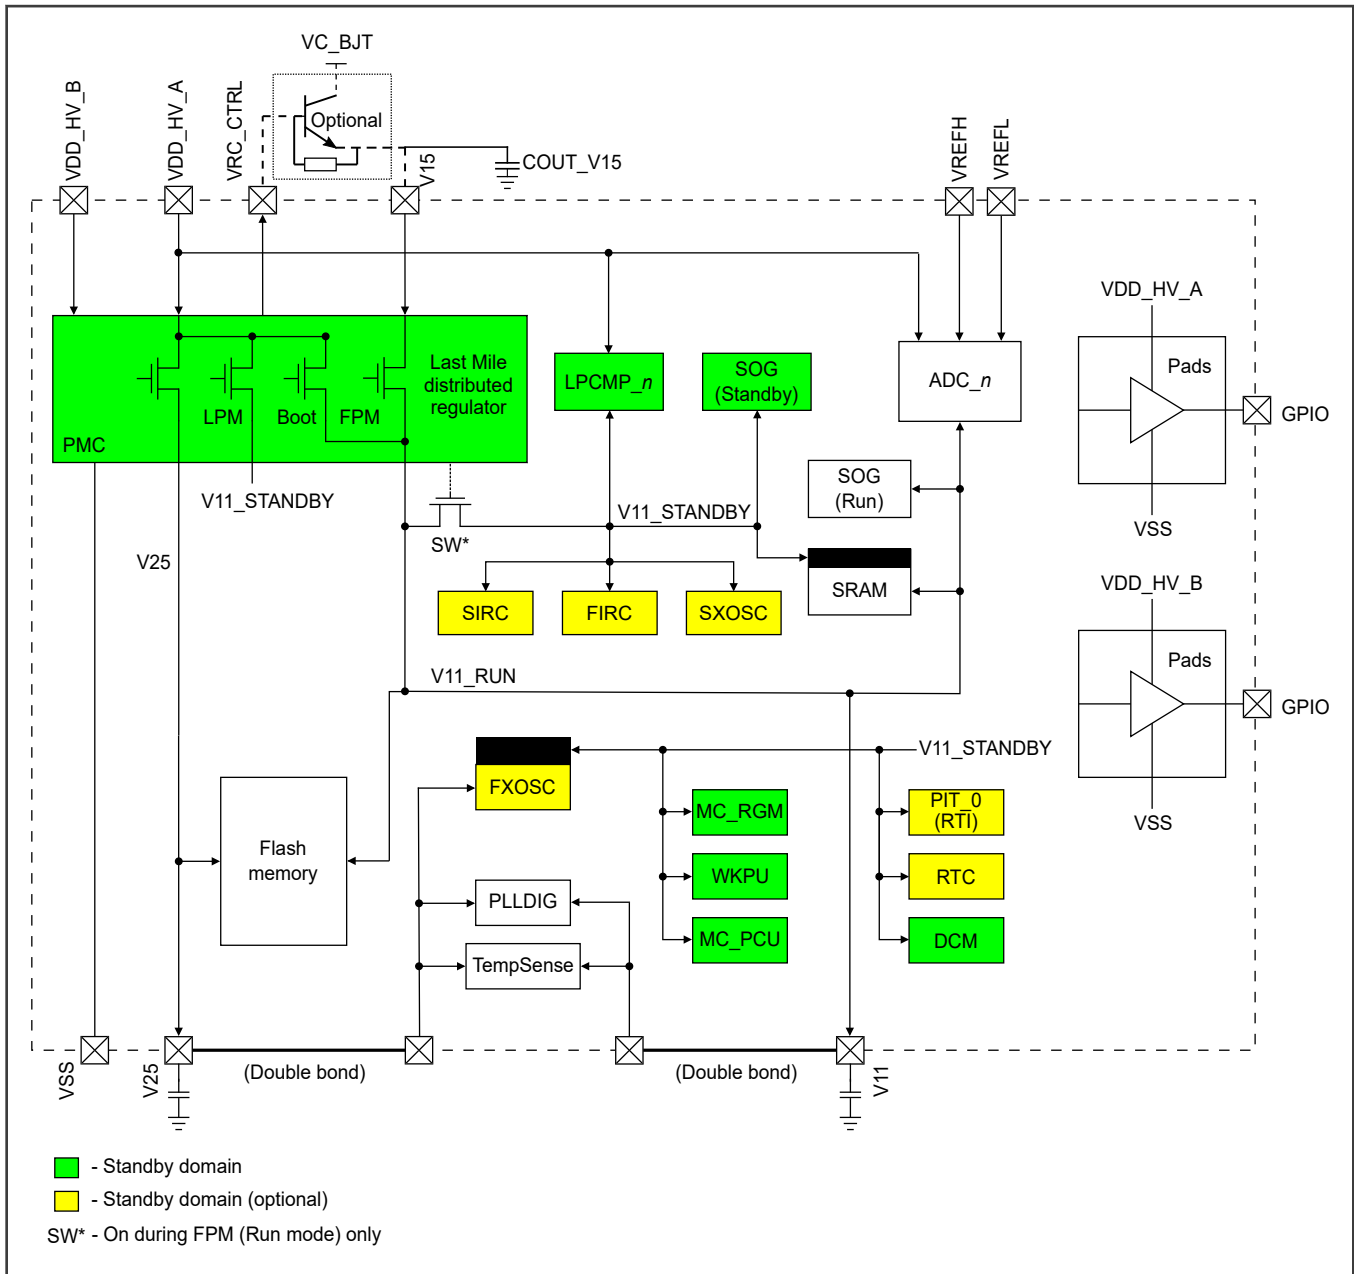 VC_BJT
VDD_HV_B
VDD_HV_A
VRC_CTRL
Optional
V15
COUT_V15
VREFH
VREFL
VDD_HV_A
Pads
GPIO
VSS
Last Mile
distributed
regulator
LPM
Boot
FPM
PMC
LPCMP_n
SOG
(Standby)
ADC_n
V11_STANDBY
SOG
(Run)
V11_STANDBY
SW*
V25
SRAM
SIRC
FIRC
SXOSC
VDD_HV_B
Pads
GPIO
VSS
V11_RUN
V11_STANDBY
FXOSC
MC_RGM
PIT_0
(RTI)
Flash
memory
WKPU
RTC
PLLDIG
MC_PCU
DCM
TempSense
VSS
V25
(Double bond)
(Double bond)
V11
- Standby domain
- Standby domain (optional)
SW* - On during FPM (Run mode) only